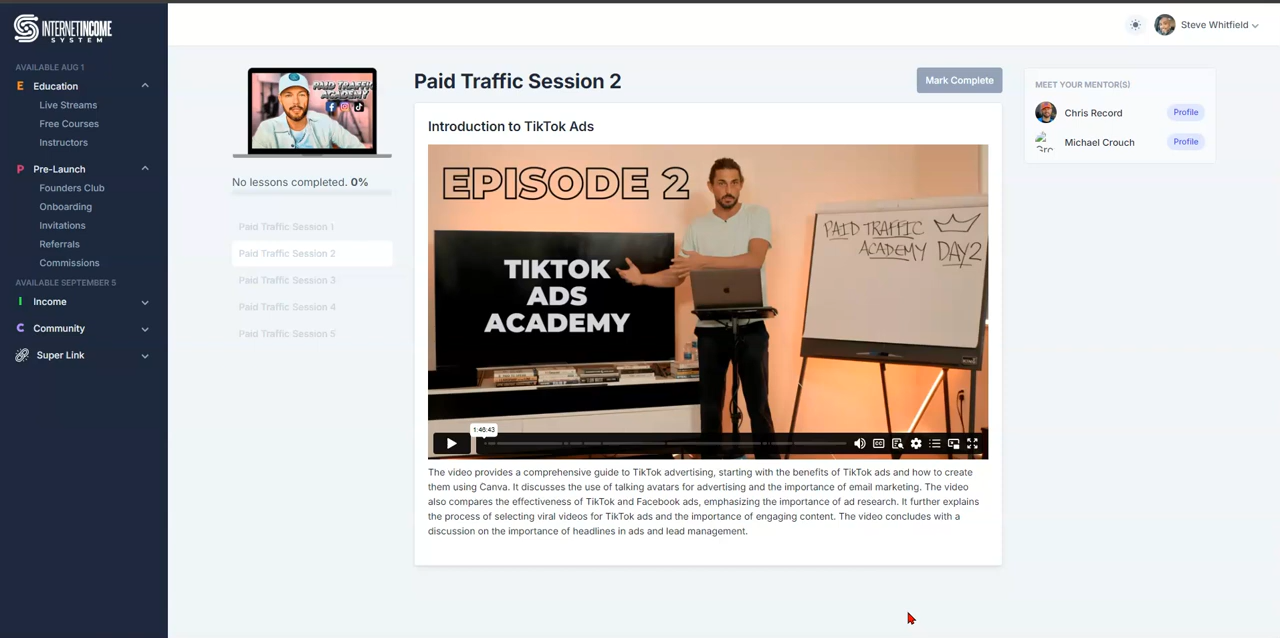 INTERNETINCOME
SYSTEM
AVAILABLE AUG 1
E Education
Live Streams
Free Courses
Instructors
P Pre-Launch
Founders Club
Onboarding
Invitations
Referrals
Commissions
AVAILABLE SEPTEMBER 5
I Income
C Community
Super Link
Steve Whitfield
PAID TRAFFIC
ACADEMY
No lessons completed. 0%
Paid Traffic Session 1
Paid Traffic Session 2
Paid Traffic Session 3
Paid Traffic Session 4
Paid Traffic Session 5
Paid Traffic Session 2
Mark Complete
Introduction to TikTok Ads
EPISODE 2
TIKTOK
ADS
ACADEMY
PAID TRAFFIC
ACADEMY DAY2
1:46:43
CC
The video provides a comprehensive guide to TikTok advertising, starting with the benefits of TikTok ads and how to create
them using Canva. It discusses the use of talking avatars for advertising and the importance of email marketing. The video
also compares the effectiveness of TikTok and Facebook ads, emphasizing the importance of ad research. It further explains
the process of selecting viral videos for TikTok ads and the importance of engaging content. The video concludes with a
discussion on the importance of headlines in ads and lead management.
MEET YOUR MENTOR(S)
Chris Record
Profile
Michael Crouch
Profile